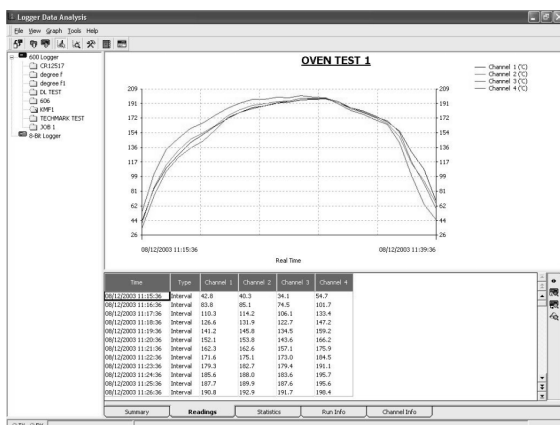 Logger Data Analysis
File View Graph Tools Help
600 Logger
CR12517
degree f
degree f1
DL TEST
606
KMF1
TECHMARK TEST
JOB 1
8-Bit Logger
OVEN TEST 1
Channel 1 (°C)
Channel 2 (°C)
Channel 3 (°C)
Channel 4 (°C)
209 209
191 191
172 172
154 154
136 136
117 117
99 99
81 81
62 62
44 44
26 26
08/12/2003 11:15:36 08/12/2003 11:39:36
Real Time
Time Type Channel 1 Channel 2 Channel 3 Channel 4
08/12/2003 11:15:36 Interval 42.8 40.3 34.1 54.7
08/12/2003 11:16:36 Interval 83.8 85.1 74.5 101.7
08/12/2003 11:17:36 Interval 110.3 114.2 106.1 133.4
08/12/2003 11:18:36 Interval 126.6 131.9 122.7 147.2
08/12/2003 11:19:36 Interval 141.2 145.8 134.5 159.2
08/12/2003 11:20:36 Interval 152.1 153.8 143.6 166.2
08/12/2003 11:21:36 Interval 162.3 162.6 157.1 175.9
08/12/2003 11:22:36 Interval 171.6 175.1 173.0 184.5
08/12/2003 11:23:36 Interval 179.3 182.7 179.4 191.1
08/12/2003 11:24:36 Interval 185.6 188.0 183.6 195.7
08/12/2003 11:25:36 Interval 187.7 189.9 187.6 195.6
08/12/2003 11:26:36 Interval 190.8 192.9 191.7 198.4
Summary Readings Statistics Run Info Channel Info